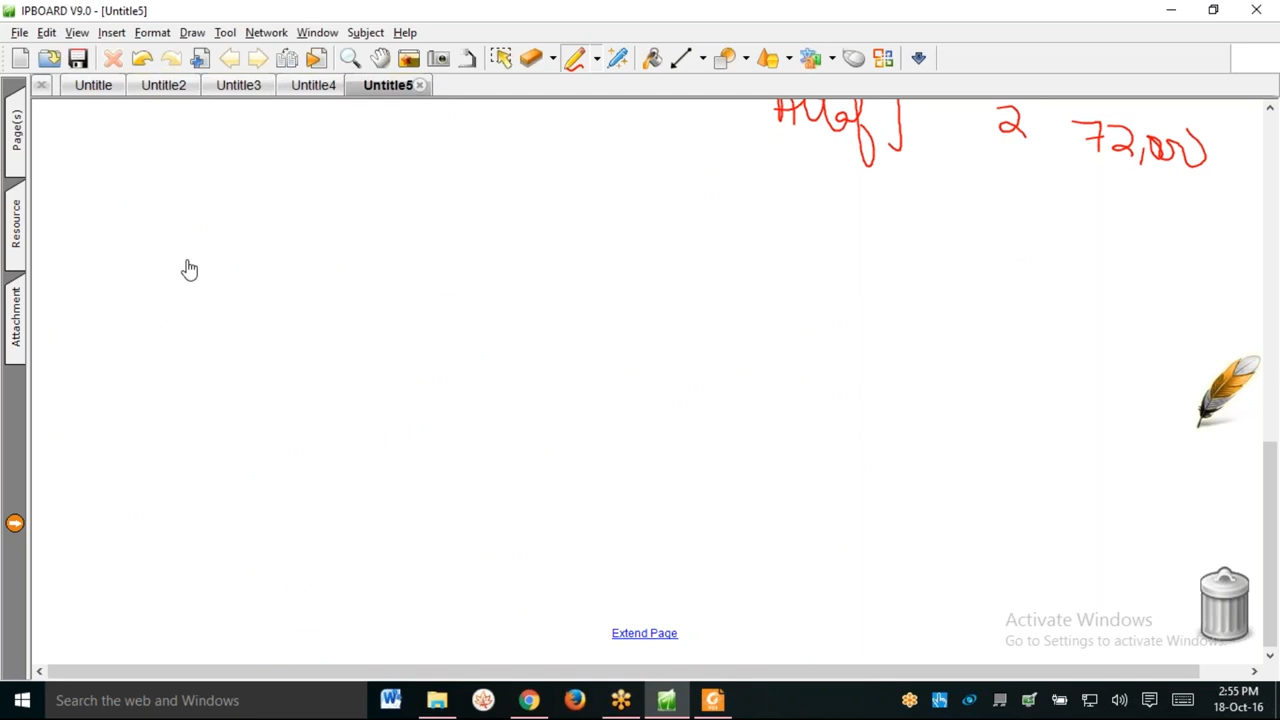 IPBOARD V9.0 - [Untitle5]
File Edit View Insert Format Draw Tool Network Window Subject Help
Untitle Untitle2 Untitle3 Untitle4 Untitle5
2 72,000
Page(s)
Resource
Attachment
Extend Page
Activate Windows
Go to Settings to activate Windows.
Search the web and Windows
2:55 PM
18-Oct-16